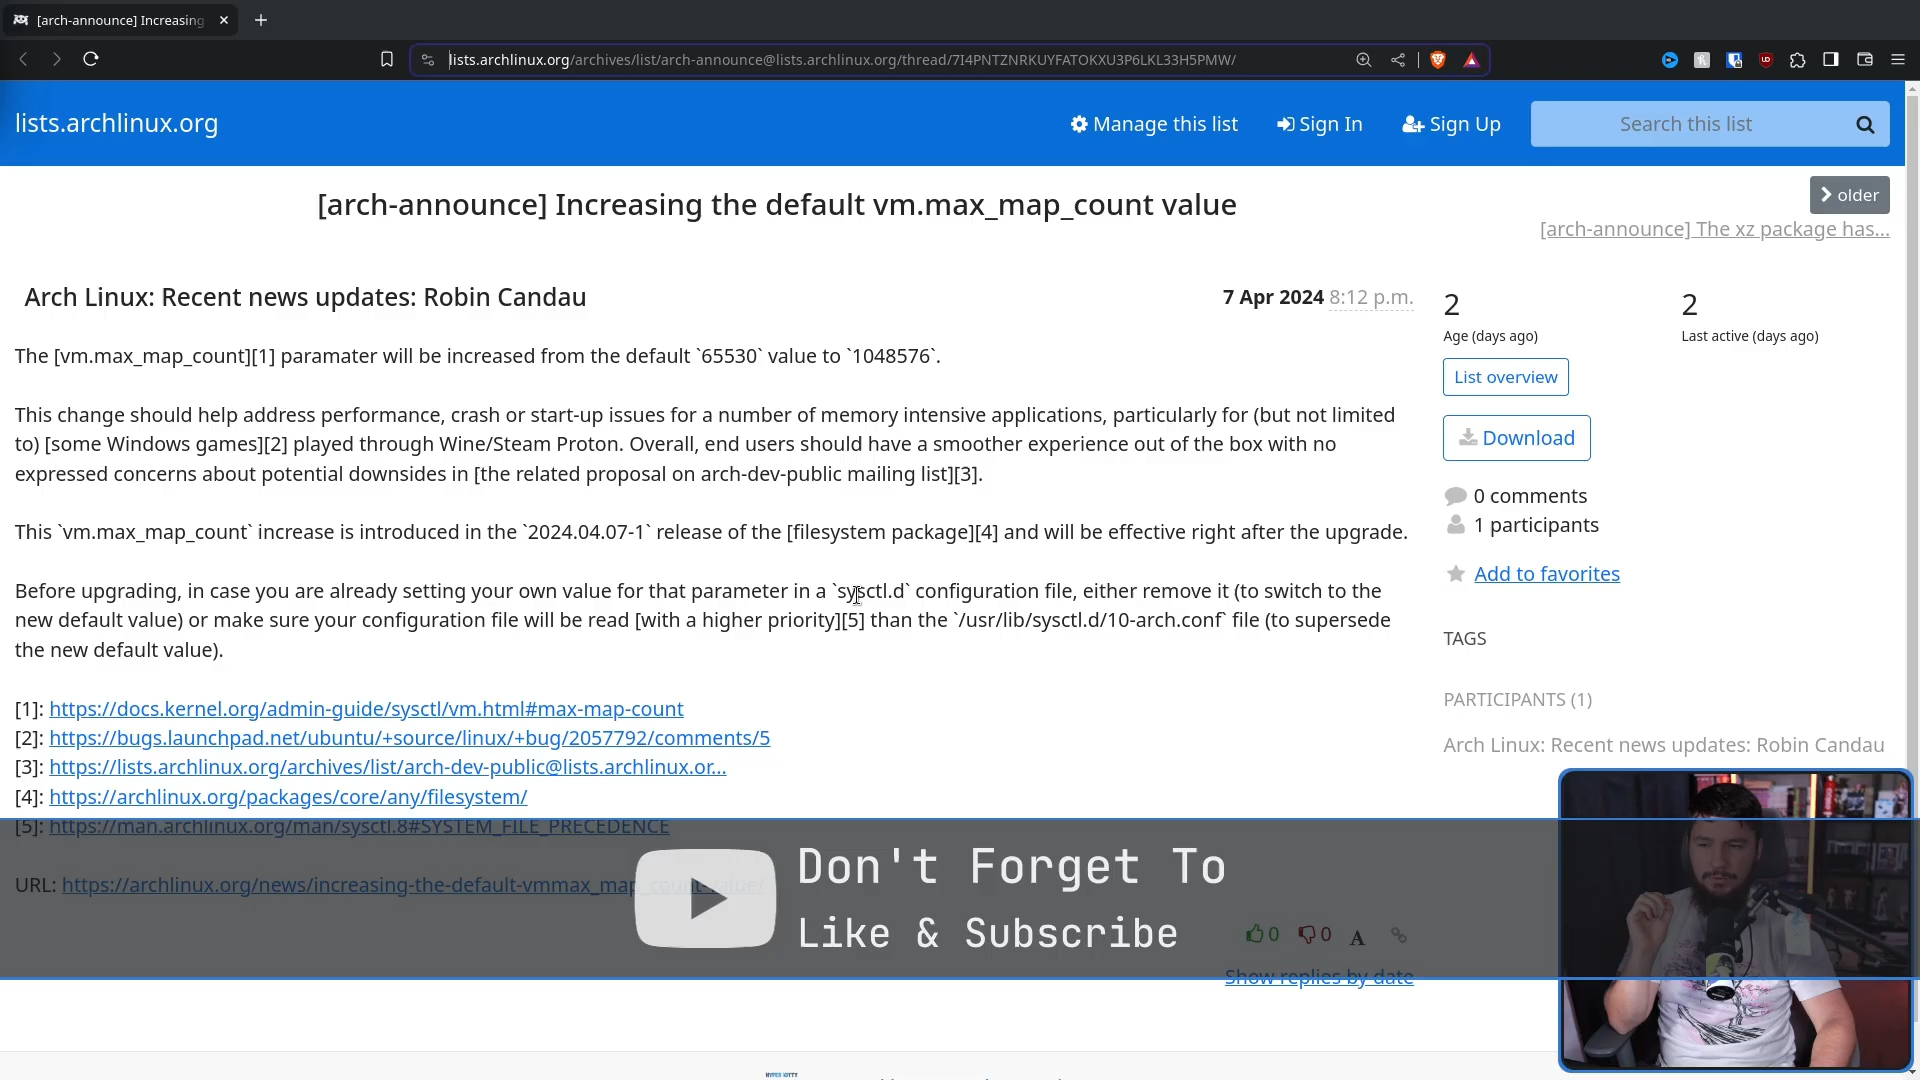 [arch-announce] Increasing
lists.archlinux.org/archives/list/arch-announce@lists.archlinux.org/thread/7I4PNTZNRKUYFATOKXU3P6LKL33H5PMW/
lists.archlinux.org
Manage this list
Sign In
Sign Up
Search this list
[arch-announce] Increasing the default vm.max_map_count value
older
[arch-announce] The xz package has...
Arch Linux: Recent news updates: Robin Candau
7 Apr 2024 8:12 p.m.
2
Age (days ago)
2
Last active (days ago)
The [vm.max_map_count][1] paramater will be increased from the default `65530` value to `1048576`.
List overview
This change should help address performance, crash or start-up issues for a number of memory intensive applications, particularly for (but not limited
to) [some Windows games][2] played through Wine/Steam Proton. Overall, end users should have a smoother experience out of the box with no
expressed concerns about potential downsides in [the related proposal on arch-dev-public mailing list][3].
Download
0 comments
1 participants
This `vm.max_map_count` increase is introduced in the `2024.04.07-1` release of the [filesystem package][4] and will be effective right after the upgrade.
Add to favorites
Before upgrading, in case you are already setting your own value for that parameter in a `sysctl.d` configuration file, either remove it (to switch to the
new default value) or make sure your configuration file will be read [with a higher priority][5] than the `/usr/lib/sysctl.d/10-arch.conf` file (to supersede
the new default value).
TAGS
PARTICIPANTS (1)
Arch Linux: Recent news updates: Robin Candau
[1]: https://docs.kernel.org/admin-guide/sysctl/vm.html#max-map-count
[2]: https://bugs.launchpad.net/ubuntu/+source/linux/+bug/2057792/comments/5
[3]: https://lists.archlinux.org/archives/list/arch-dev-public@lists.archlinux.or...
[4]: https://archlinux.org/packages/core/any/filesystem/
[5]: https://man.archlinux.org/man/sysctl.8#SYSTEM_FILE_PRECEDENCE
URL: https://archlinux.org/news/increasing-the-default-vmmax_map_count-value/
Don't Forget To
Like & Subscribe
0
0
A
Show replies by date